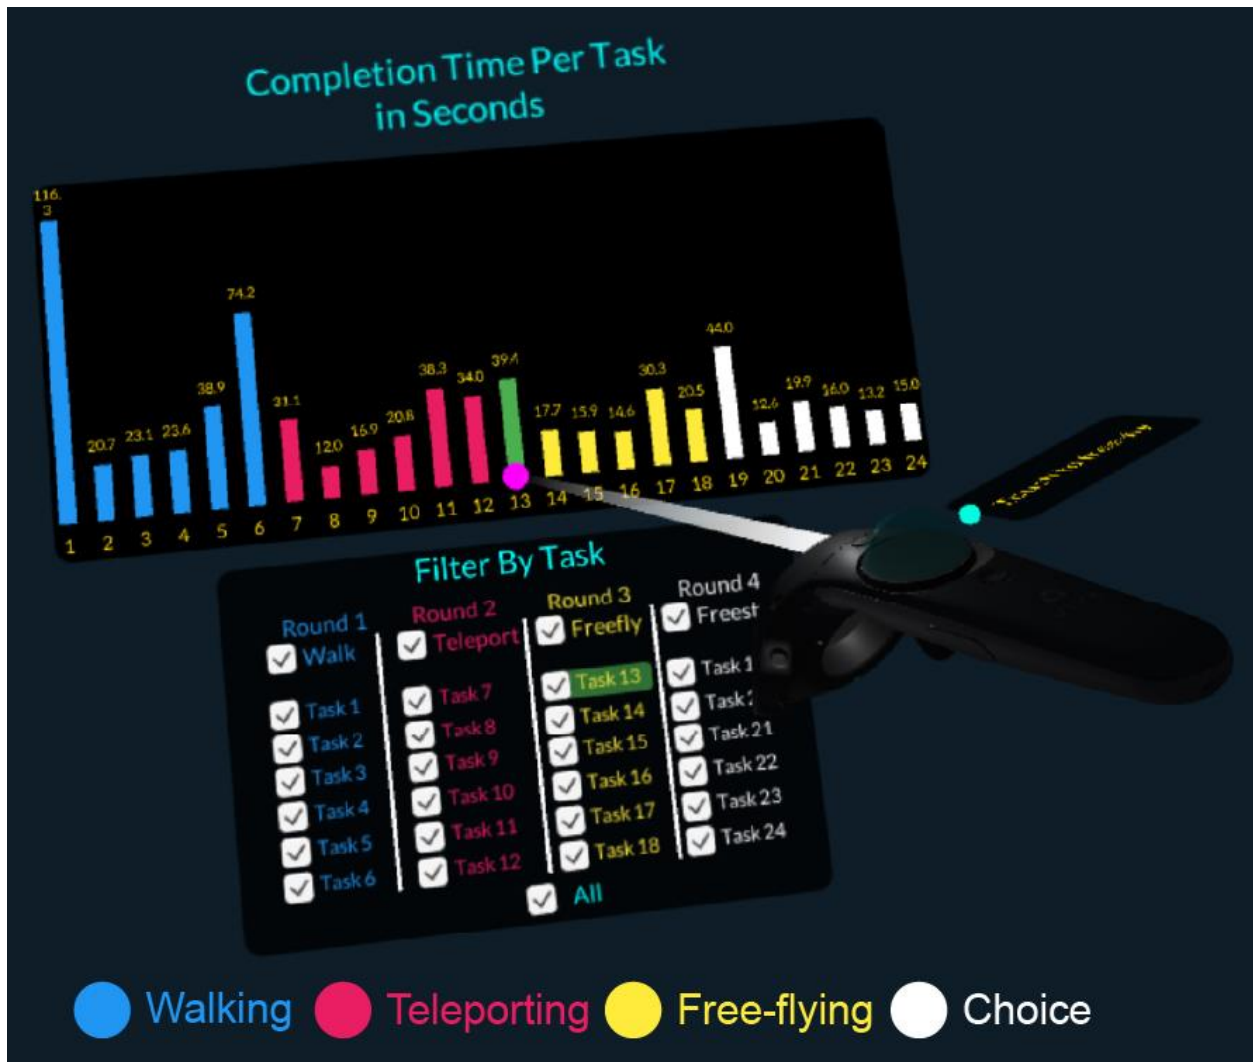 Completion Time Per Task
in Seconds
116.
3
20.7
23.1
23.6
38.9
74.2
31.1
12.0
16.9
20.8
38.3
34.0
39.4
17.7
15.9
14.6
30.3
20.5
44.0
12.6
19.9
16.0
13.2
15.0
1 2 3 4 5 6 7 8 9 10 11 12 13 14 15 16 17 18 19 20 21 22 23 24
Filter By Task
Round 1
Walk
Task 1
Task 2
Task 3
Task 4
Task 5
Task 6
Round 2
Teleport
Task 7
Task 8
Task 9
Task 10
Task 11
Task 12
Round 3
Freefly
Task 13
Task 14
Task 15
Task 16
Task 17
Task 18
Round 4
Freest
Task 1
Task 2
Task 21
Task 22
Task 23
Task 24
All
Walking Teleporting Free-flying Choice